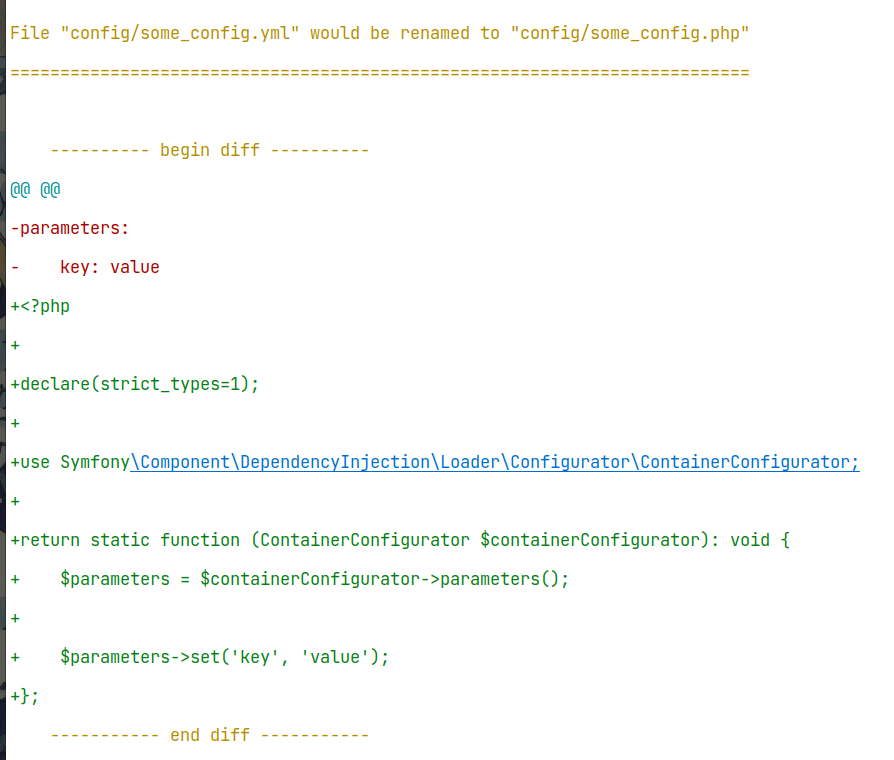 File "config/some_config.yml" would be renamed to "config/some_config.php"
==========================================================================
    ---------- begin diff ----------
@@ @@
-parameters:
-    key: value
+<?php
+
+declare(strict_types=1);
+
+use Symfony\Component\DependencyInjection\Loader\Configurator\ContainerConfigurator;
+
+return static function (ContainerConfigurator $containerConfigurator): void {
+    $parameters = $containerConfigurator->parameters();
+
+    $parameters->set('key', 'value');
+};
    ----------- end diff -----------